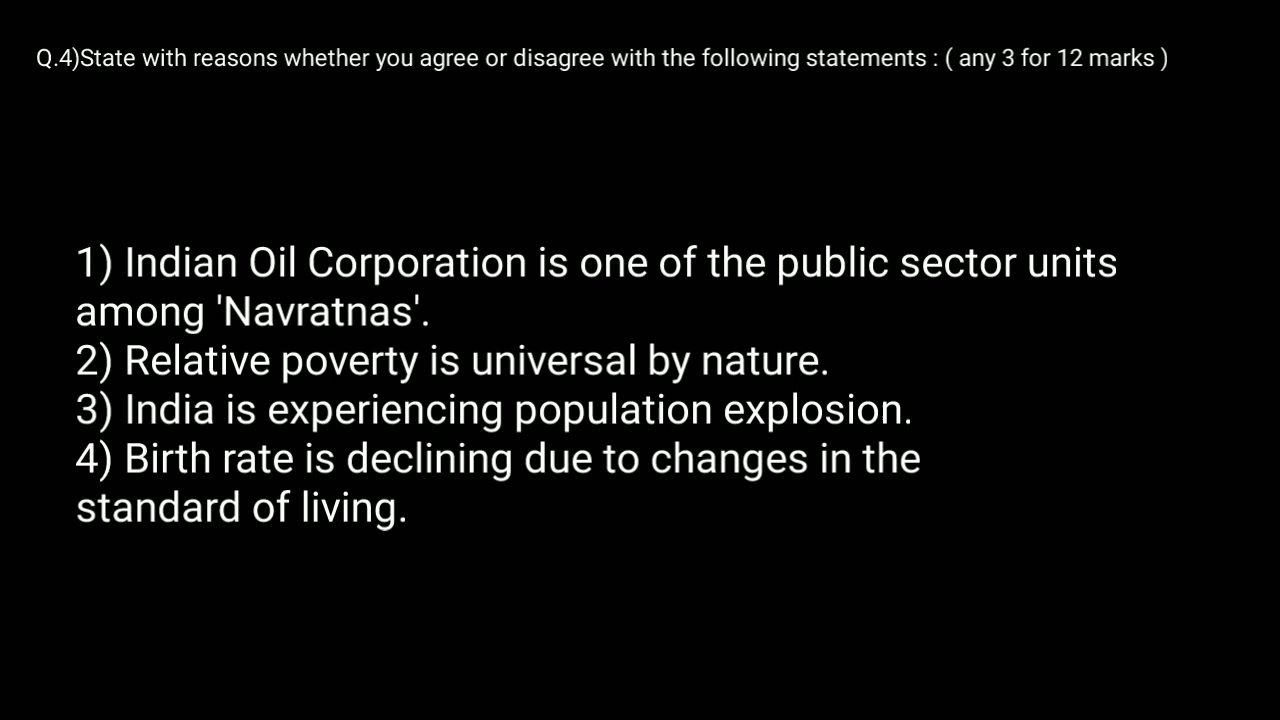 Q.4)State with reasons whether you agree or disagree with the following statements : ( any 3 for 12 marks )
1) Indian Oil Corporation is one of the public sector units
among 'Navratnas'.
2) Relative poverty is universal by nature.
3) India is experiencing population explosion.
4) Birth rate is declining due to changes in the
standard of living.